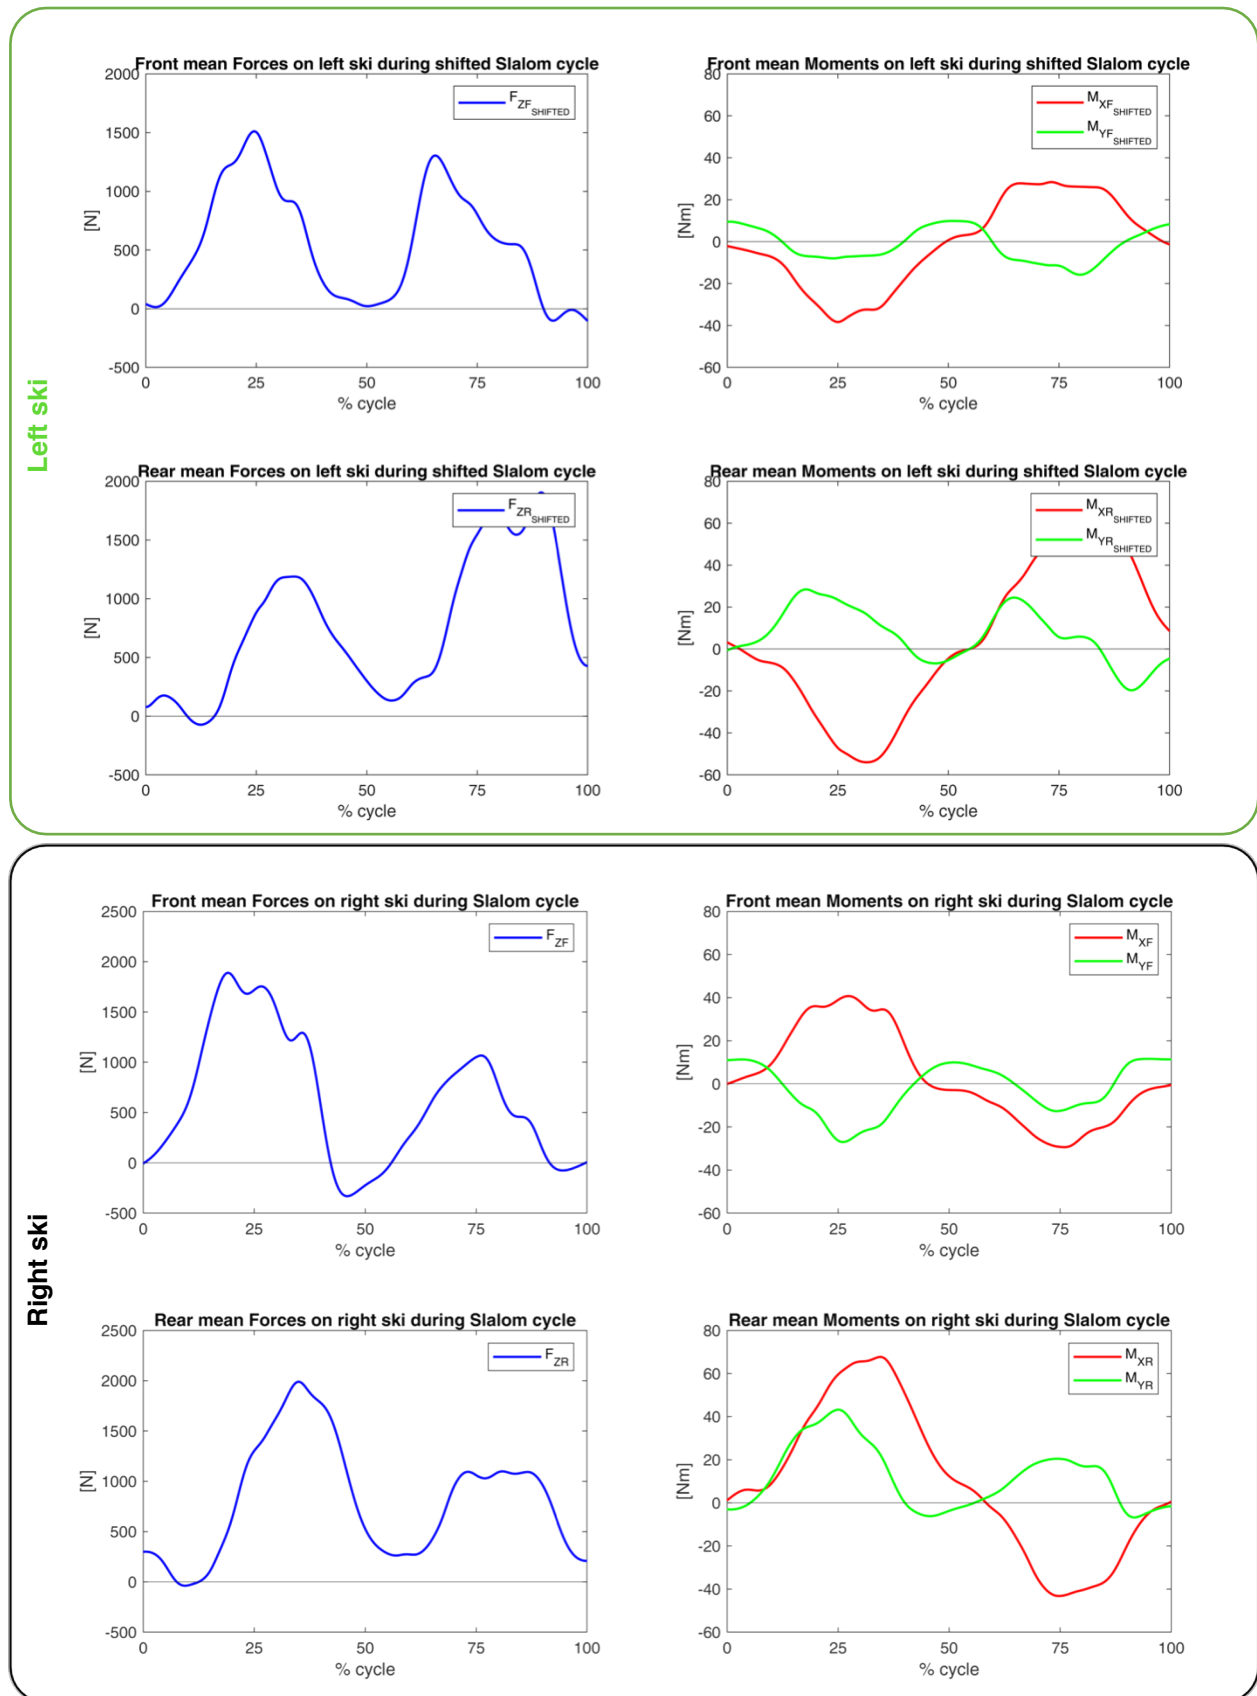 Left ski
Front mean Forces on left ski during shifted Slalom cycle
2000
1500
1000
500
0
-500
[N]
F_ZF_SHIFTED
0 25 50 75 100
% cycle
Front mean Moments on left ski during shifted Slalom cycle
80
60
40
20
0
-20
-40
-60
[Nm]
M_XF_SHIFTED
M_YF_SHIFTED
0 25 50 75 100
% cycle
Rear mean Forces on left ski during shifted Slalom cycle
2000
1500
1000
500
0
-500
[N]
F_ZR_SHIFTED
0 25 50 75 100
% cycle
Rear mean Moments on left ski during shifted Slalom cycle
80
60
40
20
0
-20
-40
-60
[Nm]
M_XR_SHIFTED
M_YR_SHIFTED
0 25 50 75 100
% cycle
Right ski
Front mean Forces on right ski during Slalom cycle
2500
2000
1500
1000
500
0
-500
[N]
F_ZF
0 25 50 75 100
% cycle
Front mean Moments on right ski during Slalom cycle
80
60
40
20
0
-20
-40
-60
[Nm]
M_XF
M_YF
0 25 50 75 100
% cycle
Rear mean Forces on right ski during Slalom cycle
2500
2000
1500
1000
500
0
-500
[N]
F_ZR
0 25 50 75 100
% cycle
Rear mean Moments on right ski during Slalom cycle
80
60
40
20
0
-20
-40
-60
[Nm]
M_XR
M_YR
0 25 50 75 100
% cycle